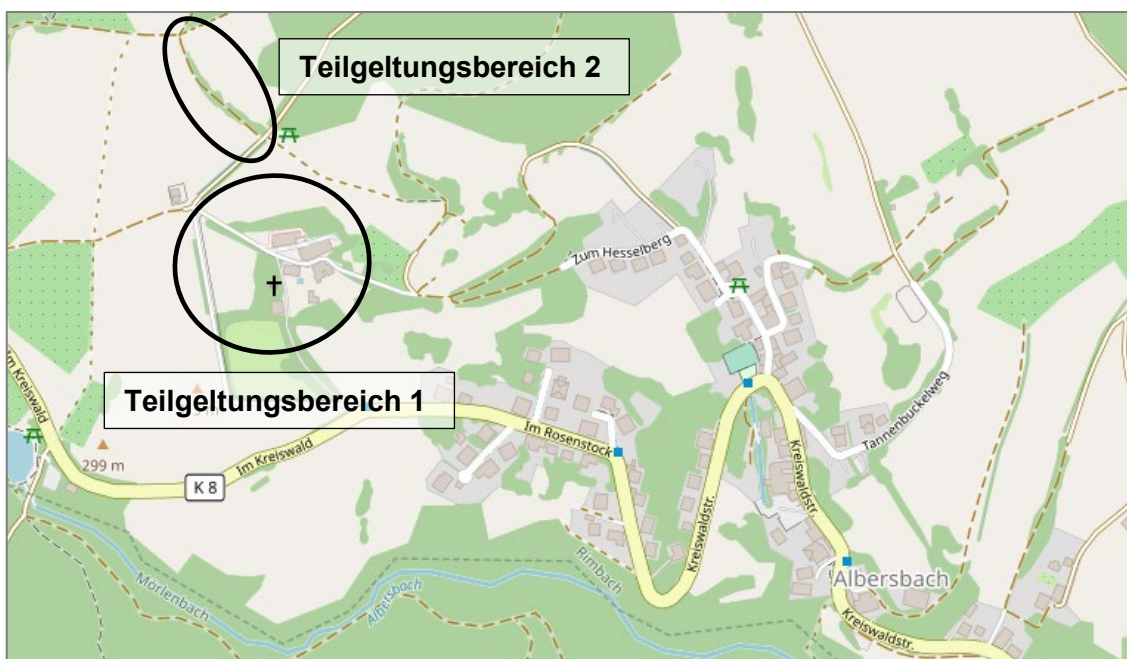 Teilgeltungsbereich 2
Zum Hesselberg
Teilgeltungsbereich 1
Im Kreiswald
299 m
K 8
Im Kreiswald
Im Rosenstock
Kreiswaldstr.
Kreiswaldstr.
Tannenbuckelweg
Mörlenbach
Albersbach
Rimbach
Albersbach
Kreiswaldstr.